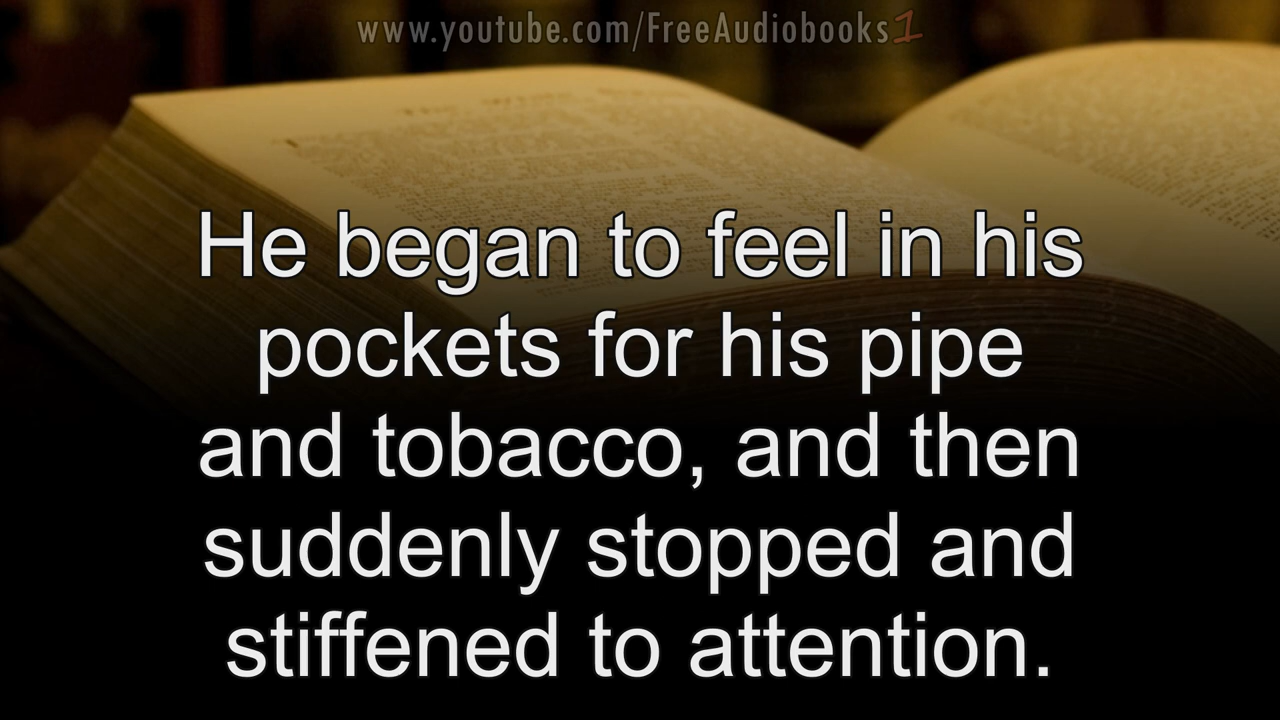 www.youtube.com/FreeAudiobooks1
He began to feel in his
pockets for his pipe
and tobacco, and then
suddenly stopped and
stiffened to attention.